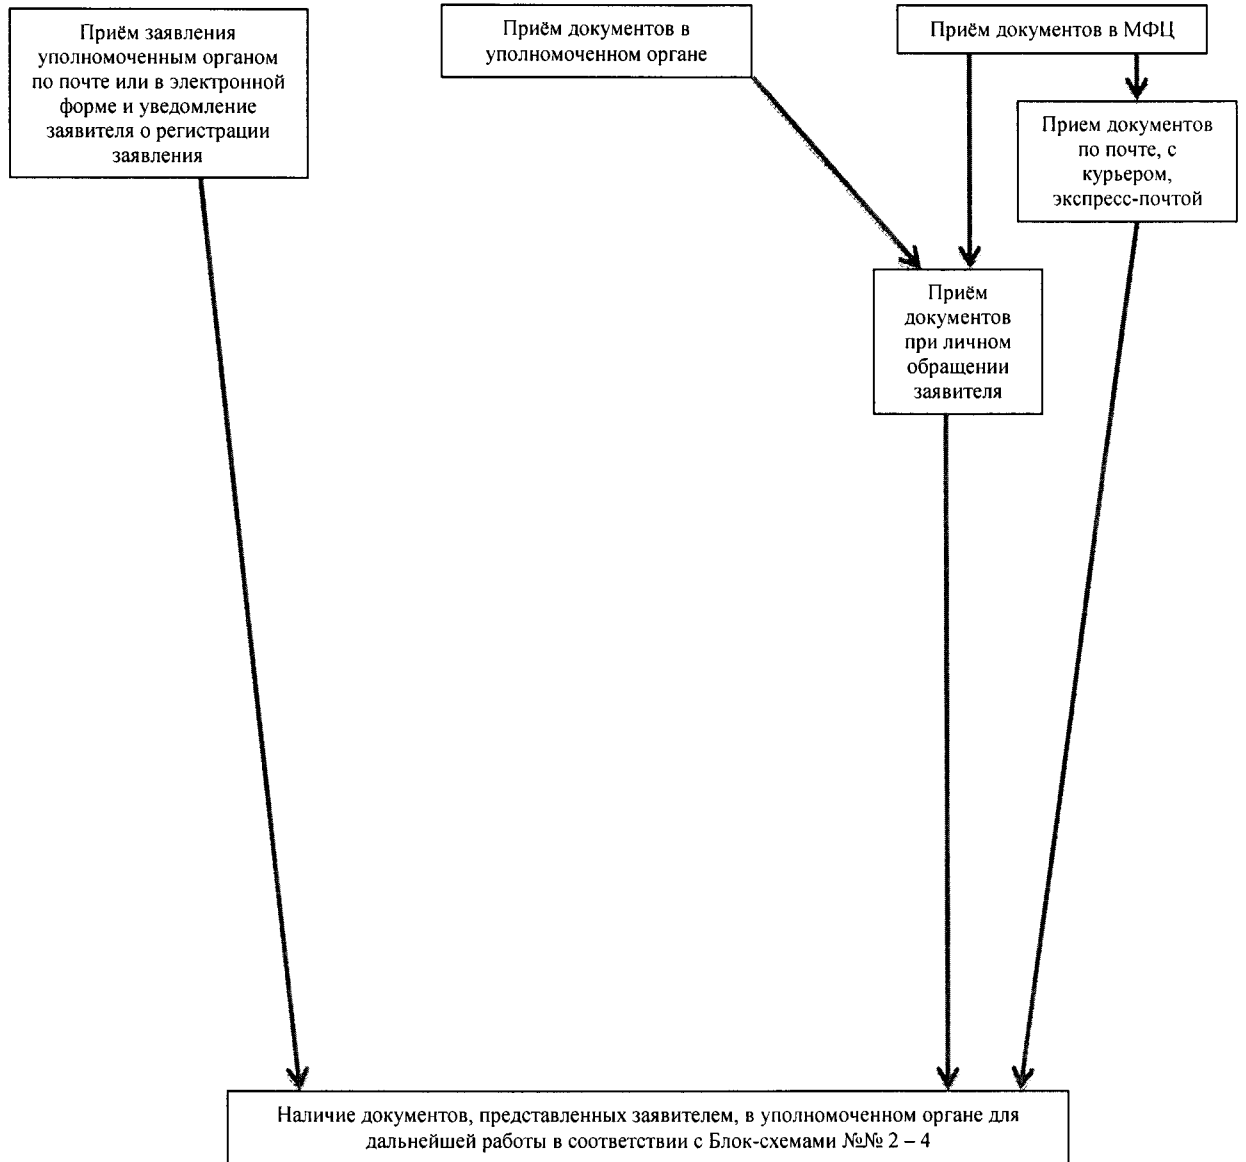 Приём заявления
уполномоченным органом
по почте или в электронной
форме и уведомление
заявителя о регистрации
заявления
Приём документов в
уполномоченном органе
Приём документов в МФЦ
Прием документов
по почте, с
курьером,
экспресс-почтой
Приём
документов
при личном
обращении
заявителя
Наличие документов, представленных заявителем, в уполномоченном органе для
дальнейшей работы в соответствии с Блок-схемами №№ 2 – 4